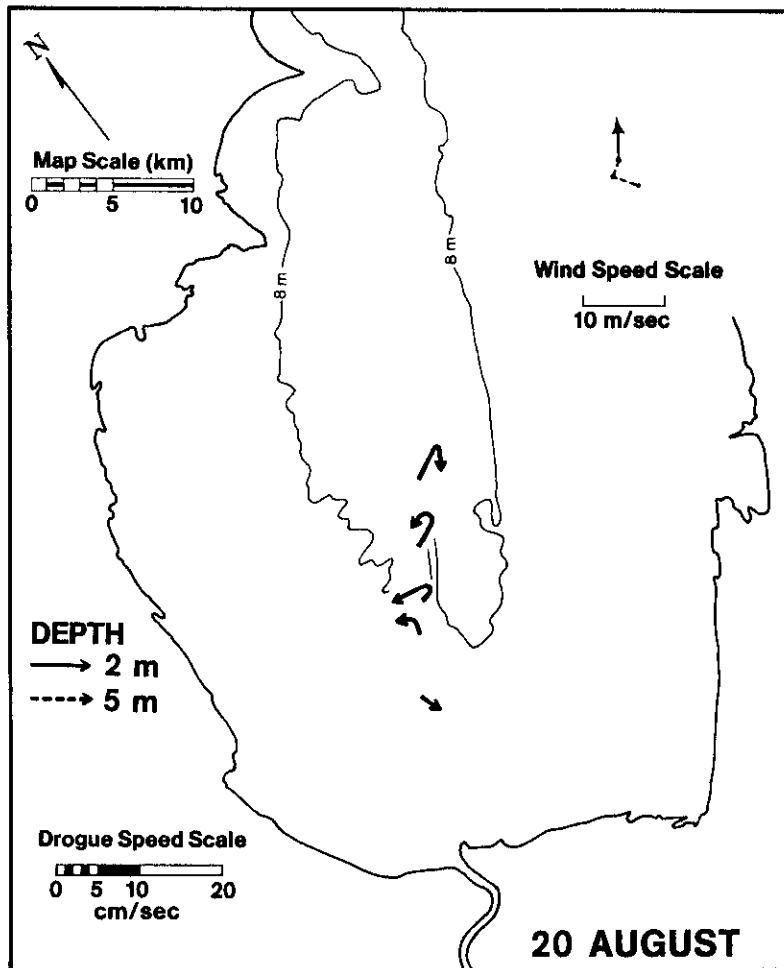 N
Map Scale (km)
0 5 10
8 E
8 E
Wind Speed Scale
10 m/sec
DEPTH
2 m
5 m
Drogue Speed Scale
0 5 10 20
cm/sec
20 AUGUST